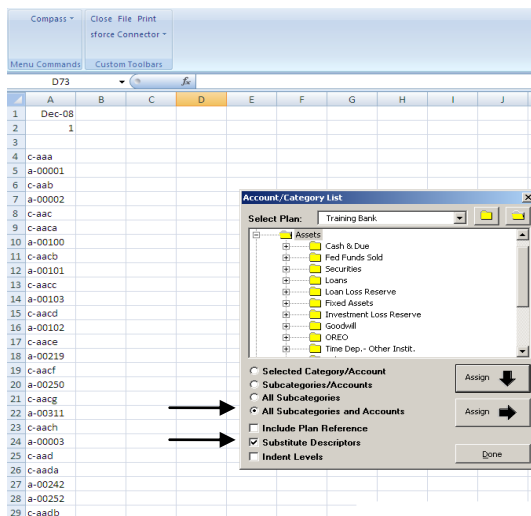 Compass Close File Print
sforce Connector
Menu Commands Custom Toolbars
D73 fx
A B C D E F G H I J
1 Dec-08
2 1
3
4 c-aaa
5 a-00001
6 c-aab
7 a-00002
8 c-aac
9 c-aaca
10 a-00100
11 c-aacb
12 a-00101
13 c-aacc
14 a-00103
15 c-aacd
16 a-00102
17 c-aace
18 a-00219
19 c-aacf
20 a-00250
21 c-aacg
22 a-00311
23 c-aach
24 a-00003
25 c-aad
26 c-aada
27 a-00242
28 a-00252
29 c-aadb
Account/Category List
Select Plan: Training Bank
Assets
Cash & Due
Fed Funds Sold
Securities
Loans
Loan Loss Reserve
Fixed Assets
Investment Loss Reserve
Goodwill
OREO
Time Dep.- Other Instit.
Selected Category/Account
Subcategories/Accounts
All Subcategories
All Subcategories and Accounts
Include Plan Reference
Substitute Descriptors
Indent Levels
Assign
Assign
Done